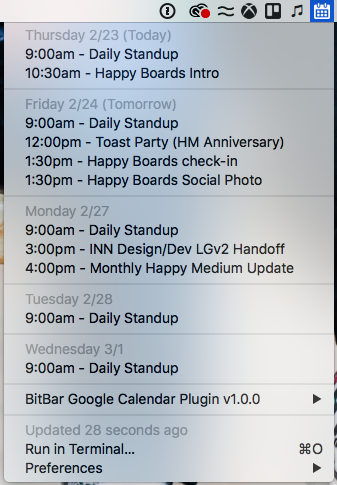 Thursday 2/23 (Today)
9:00am - Daily Standup
10:30am - Happy Boards Intro
Friday 2/24 (Tomorrow)
9:00am - Daily Standup
12:00pm - Toast Party (HM Anniversary)
1:30pm - Happy Boards check-in
1:30pm - Happy Boards Social Photo
Monday 2/27
9:00am - Daily Standup
3:00pm - INN Design/Dev LGv2 Handoff
4:00pm - Monthly Happy Medium Update
Tuesday 2/28
9:00am - Daily Standup
Wednesday 3/1
9:00am - Daily Standup
BitBar Google Calendar Plugin v1.0.0
Updated 28 seconds ago
Run in Terminal... ⌘O
Preferences